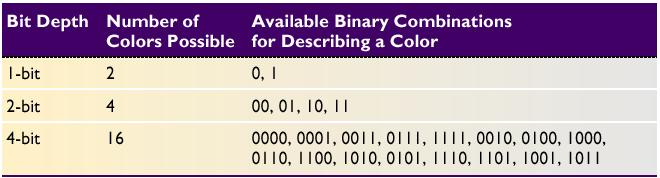 Bit Depth Number of Colors Possible Available Binary Combinations for Describing a Color
1-bit 2 0, 1
2-bit 4 00, 01, 10, 11
4-bit 16 0000, 0001, 0011, 0111, 1111, 0010, 0100, 1000,
0110, 1100, 1010, 0101, 1110, 1101, 1001, 1011